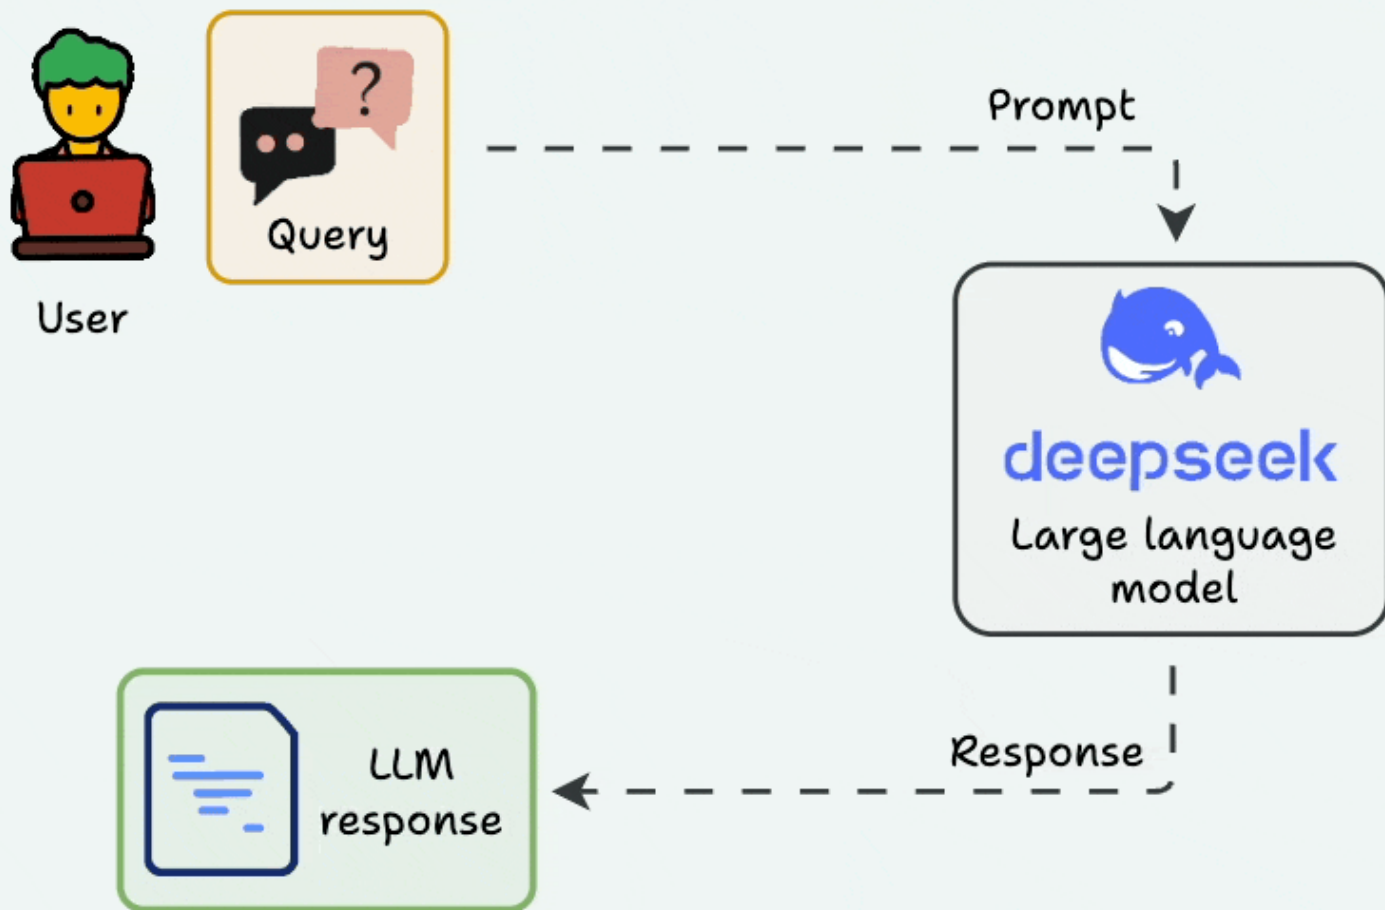 Prompt
?
Query
User
deepseek
Large language
model
Response
LLM
response